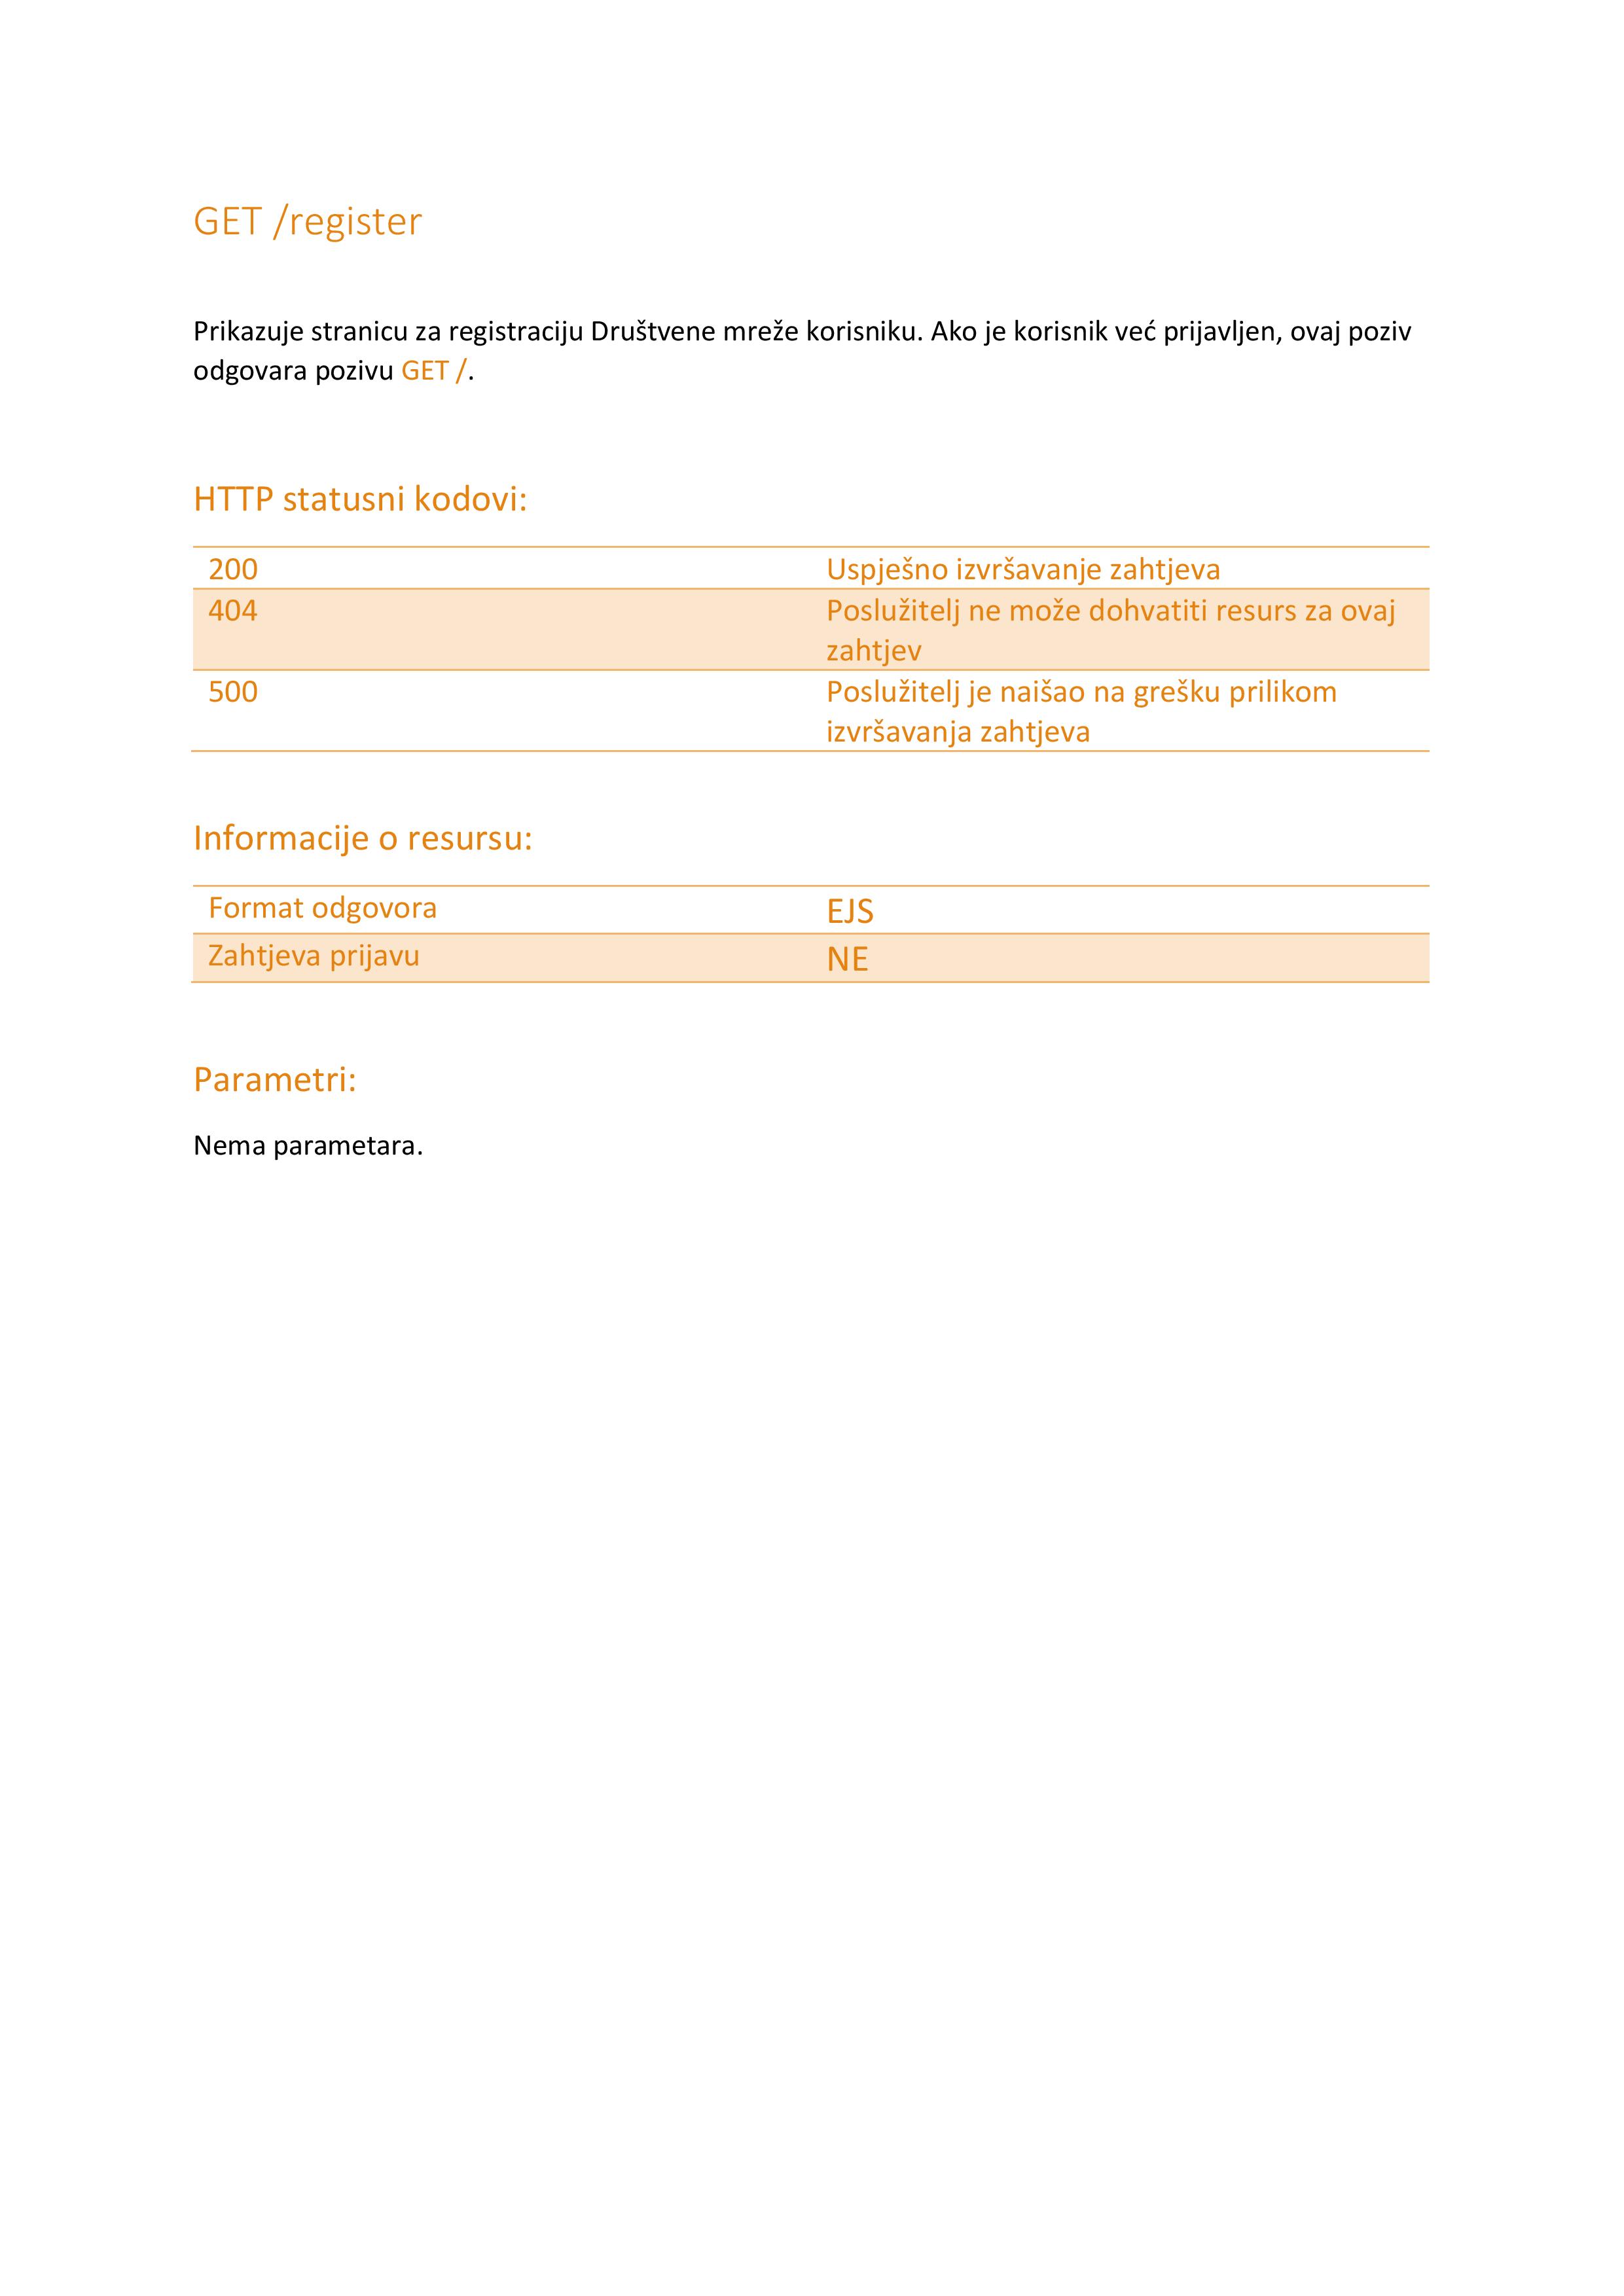 GET /register
Prikazuje stranicu za registraciju Društvene mreže korisniku. Ako je korisnik već prijavljen, ovaj poziv
odgovara pozivu GET /.
HTTP statusni kodovi:
200 Uspješno izvršavanje zahtjeva
404 Poslužitelj ne može dohvatiti resurs za ovaj
zahtjev
500 Poslužitelj je naišao na grešku prilikom
izvršavanja zahtjeva
Informacije o resursu:
Format odgovora EJS
Zahtjeva prijavu NE
Parametri:
Nema parametara.